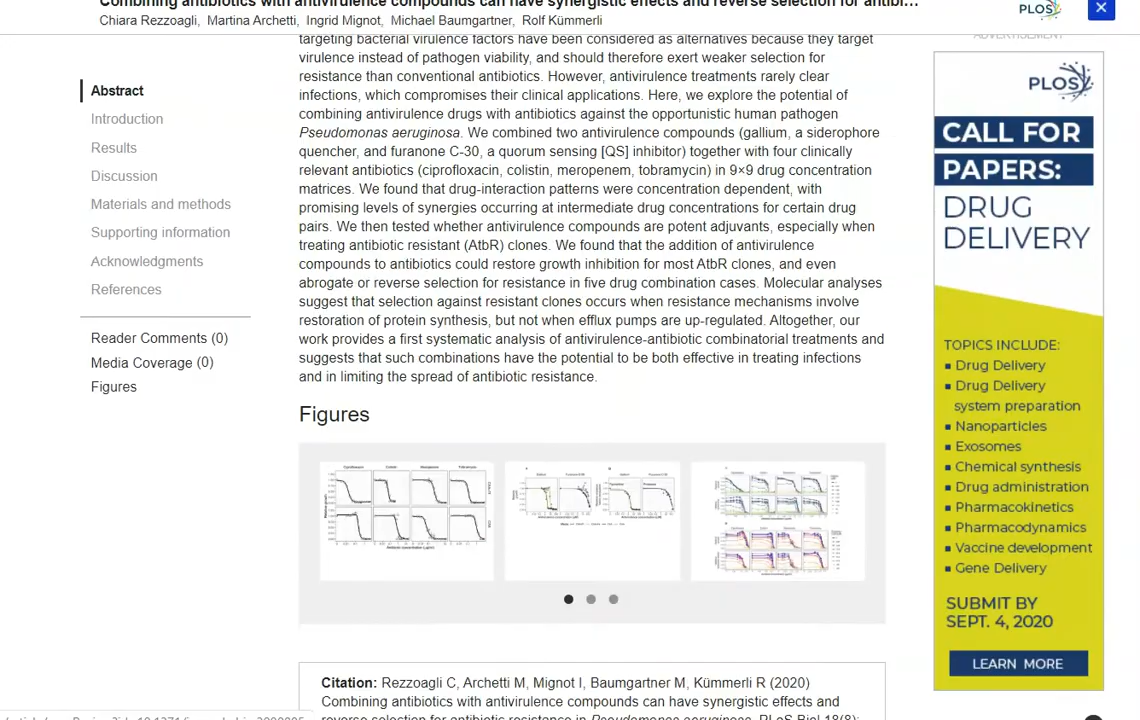 Combining antibiotics with antivirulence compounds can have synergistic effects and reverse selection for antibi...
Chiara Rezzoagli, Martina Archetti, Ingrid Mignot, Michael Baumgartner, Rolf Kümmerli
PLOS
targeting bacterial virulence factors have been considered as alternatives because they target
virulence instead of pathogen viability, and should therefore exert weaker selection for
resistance than conventional antibiotics. However, antivirulence treatments rarely clear
infections, which compromises their clinical applications. Here, we explore the potential of
combining antivirulence drugs with antibiotics against the opportunistic human pathogen
Pseudomonas aeruginosa. We combined two antivirulence compounds (gallium, a siderophore
quencher, and furanone C-30, a quorum sensing [QS] inhibitor) together with four clinically
relevant antibiotics (ciprofloxacin, colistin, meropenem, tobramycin) in 9×9 drug concentration
matrices. We found that drug-interaction patterns were concentration dependent, with
promising levels of synergies occurring at intermediate drug concentrations for certain drug
pairs. We then tested whether antivirulence compounds are potent adjuvants, especially when
treating antibiotic resistant (AtbR) clones. We found that the addition of antivirulence
compounds to antibiotics could restore growth inhibition for most AtbR clones, and even
abrogate or reverse selection for resistance in five drug combination cases. Molecular analyses
suggest that selection against resistant clones occurs when resistance mechanisms involve
restoration of protein synthesis, but not when efflux pumps are up-regulated. Altogether, our
work provides a first systematic analysis of antivirulence-antibiotic combinatorial treatments and
suggests that such combinations have the potential to be both effective in treating infections
and in limiting the spread of antibiotic resistance.
Abstract
Introduction
Results
Discussion
Materials and methods
Supporting information
Acknowledgments
References
Reader Comments (0)
Media Coverage (0)
Figures
Figures
Citation: Rezzoagli C, Archetti M, Mignot I, Baumgartner M, Kümmerli R (2020)
Combining antibiotics with antivirulence compounds can have synergistic effects and
reverse selection for antibiotic resistance in Pseudomonas aeruginosa. PLoS Biol 18(8):
ADVERTISEMENT
PLOS
CALL FOR
PAPERS:
DRUG
DELIVERY
TOPICS INCLUDE:
▪ Drug Delivery
▪ Drug Delivery
system preparation
▪ Nanoparticles
▪ Exosomes
▪ Chemical synthesis
▪ Drug administration
▪ Pharmacokinetics
▪ Pharmacodynamics
▪ Vaccine development
▪ Gene Delivery
SUBMIT BY
SEPT. 4, 2020
LEARN MORE